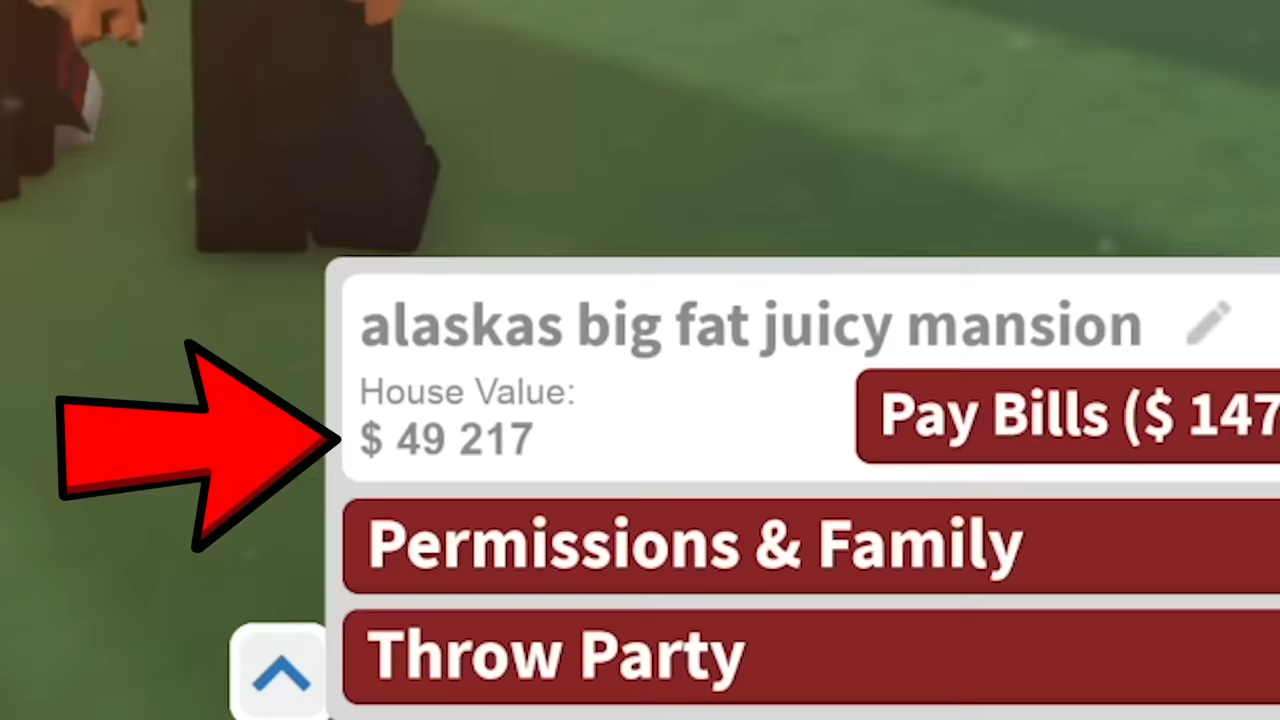 alaskas big fat juicy mansion
House Value:
$ 49 217
Pay Bills ($ 147
Permissions & Family
Throw Party